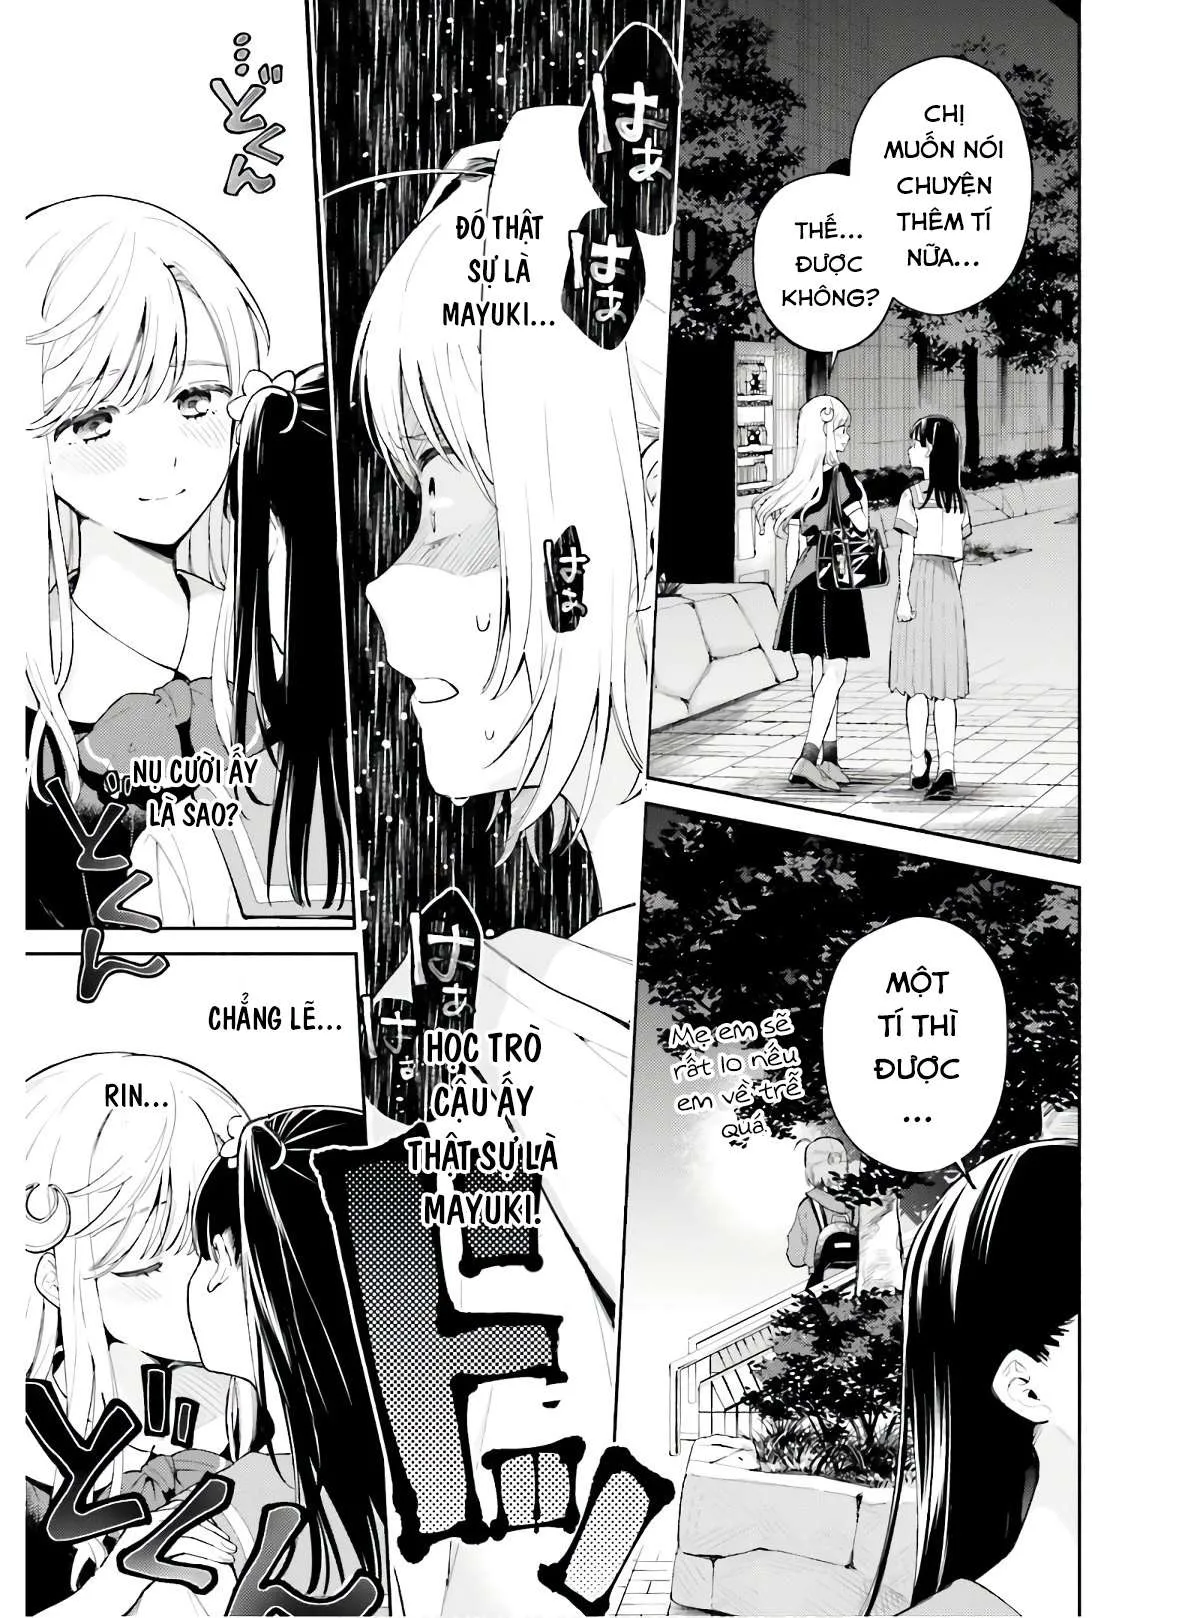 CHỊ
MUỐN NÓI
CHUYỆN
THÊM TÍ
NỮA...
THẾ...
ĐƯỢC
KHÔNG?
MỘT
TÍ THÌ
ĐƯỢC
...
Mẹ em sẽ
rất lo nếu
em về trễ
quá.
はぁ
はぁ
ĐÓ THẬT
SỰ LÀ
MAYUKI...
はぁ
はぁ
はぁ
HỌC TRÒ
CẬU ẤY
THẬT SỰ LÀ
MAYUKI!
…どくん
NỤ CƯỜI ẤY
LÀ SAO?
どくん
CHẲNG LẼ...
RIN...
どくん